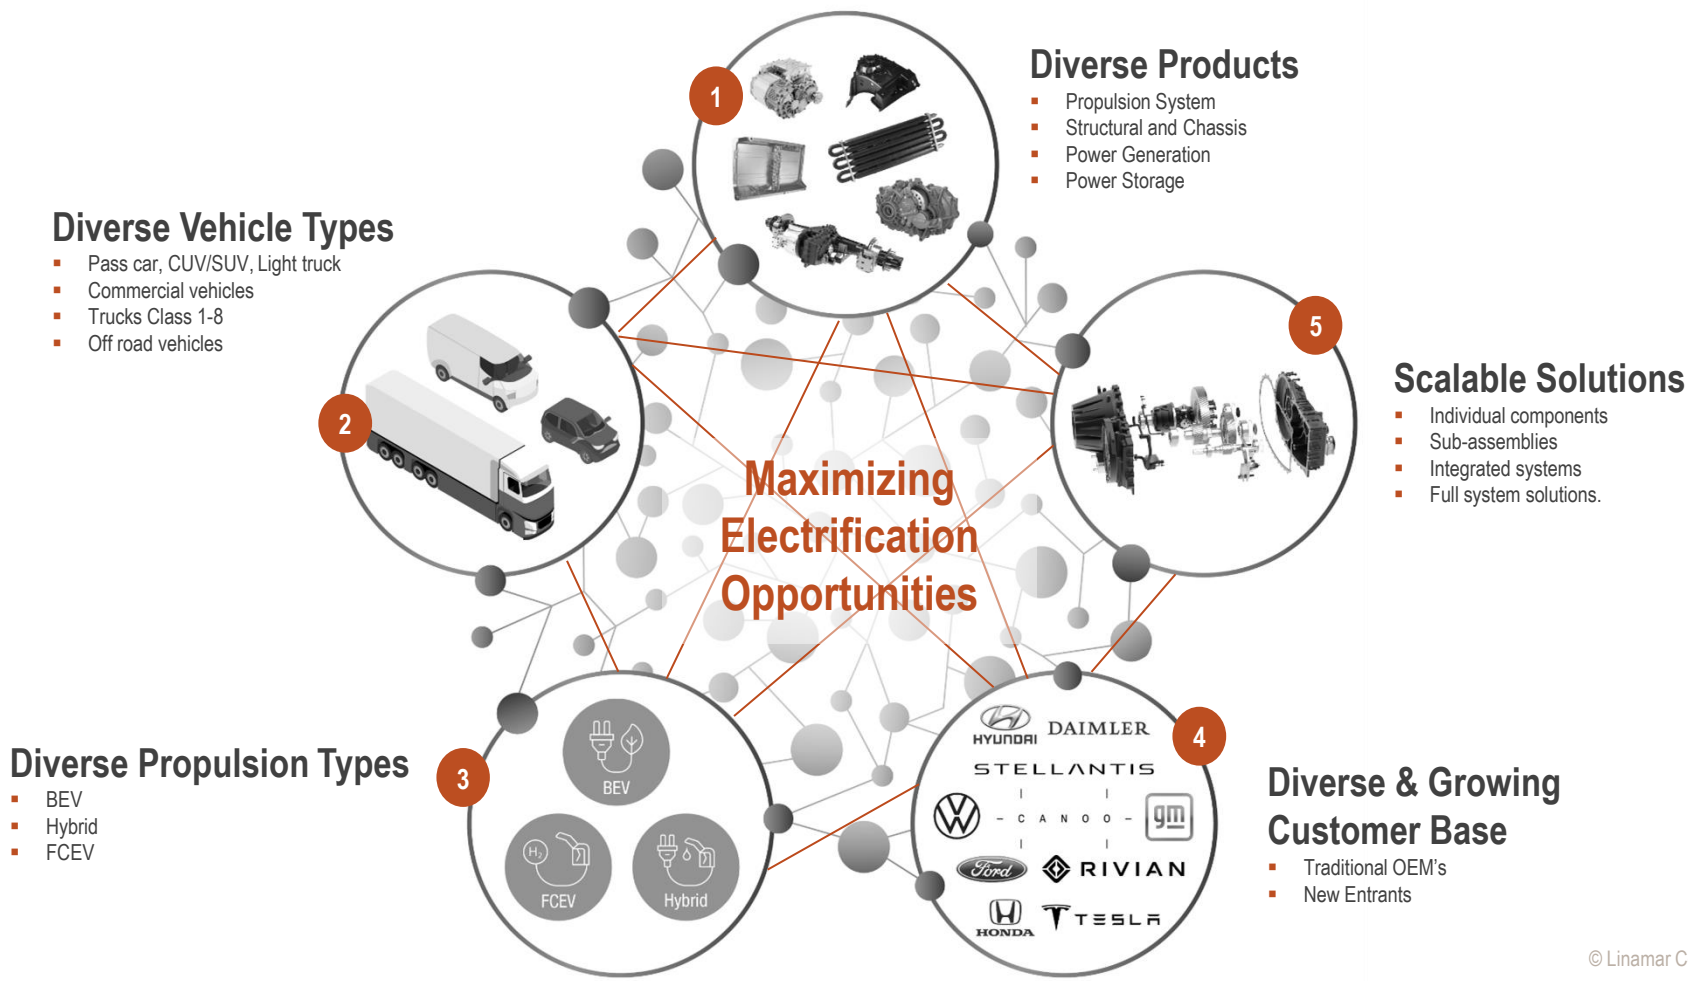 1
Diverse Products
Propulsion System
Structural and Chassis
Power Generation
Power Storage
Diverse Vehicle Types
Pass car, CUV/SUV, Light truck
Commercial vehicles
Trucks Class 1-8
Off road vehicles
2
5
Scalable Solutions
Individual components
Sub-assemblies
Integrated systems
Full system solutions.
Maximizing
Electrification
Opportunities
Diverse Propulsion Types
BEV
Hybrid
FCEV
3
BEV
H2
FCEV
Hybrid
4
HYUNDAI
DAIMLER
STELLANTIS
VW
CANOO
gm
Ford
RIVIAN
HONDA
TESLA
Diverse & Growing
Customer Base
Traditional OEM's
New Entrants
© Linamar C